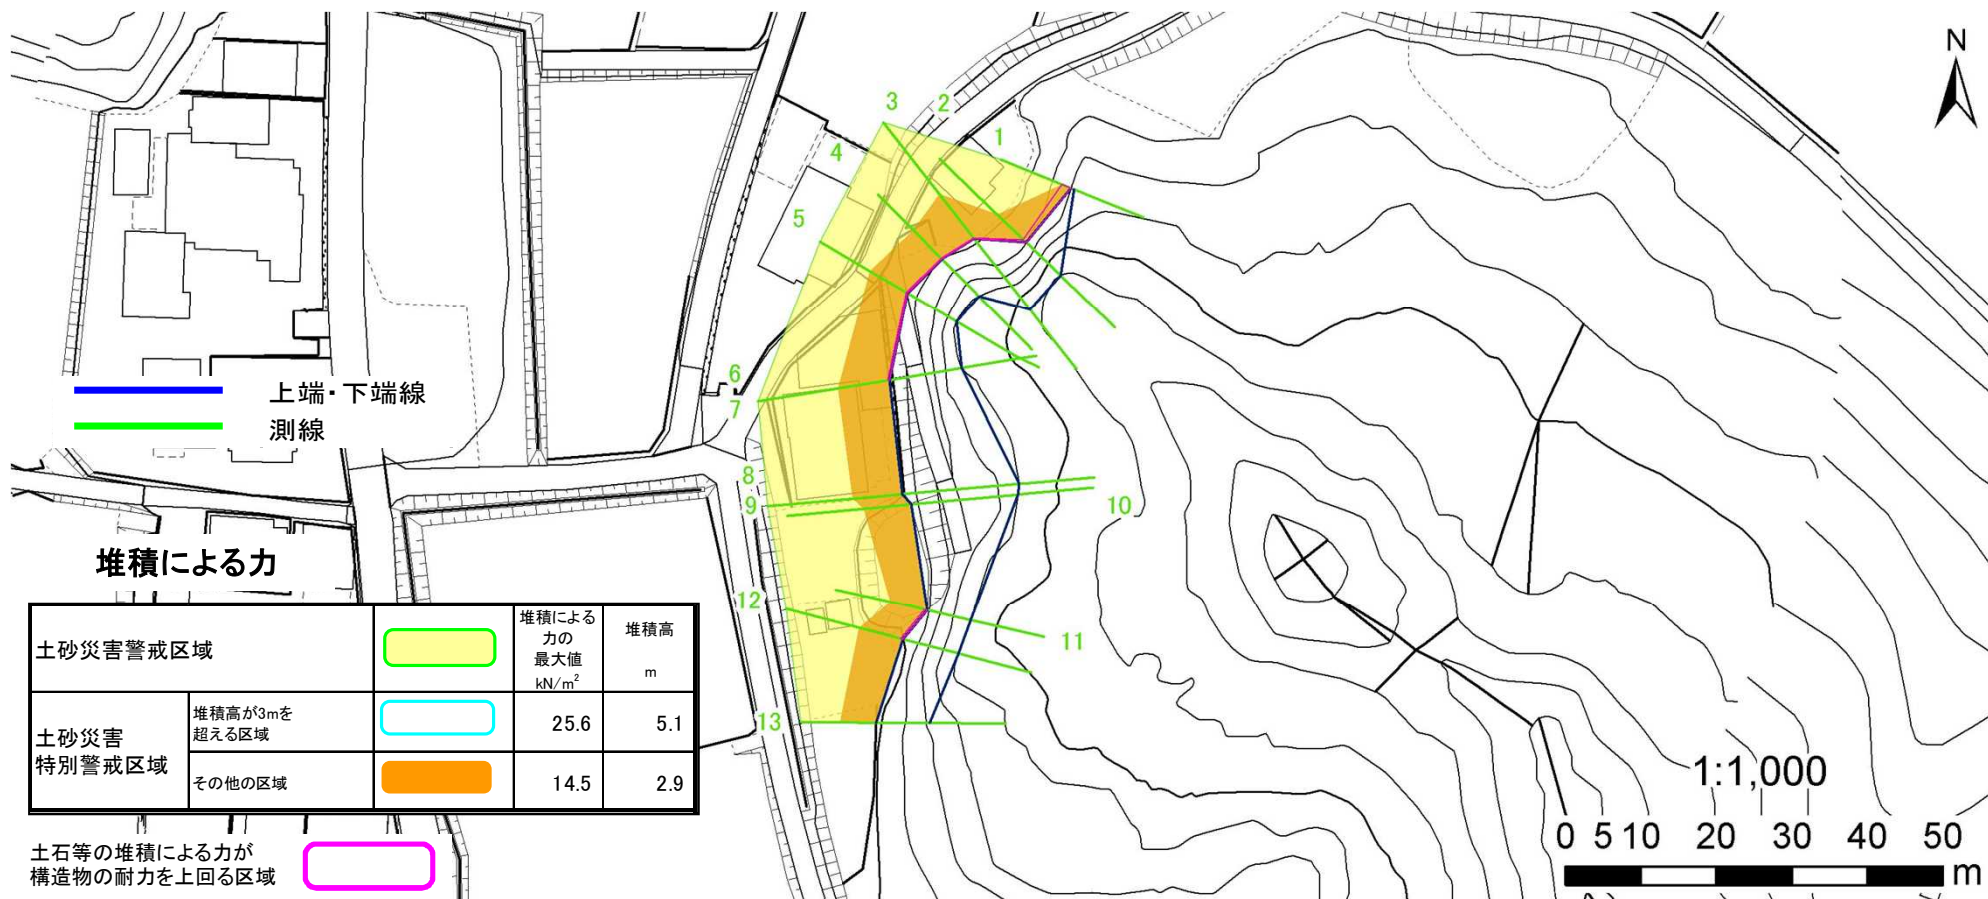 N
3
2
1
4
5
6
7
8
9
10
12
11
13
上端・下端線
測線
堆積による力
土砂災害警戒区域
堆積による
力の
最大値
kN/m²
堆積高
m
土砂災害
特別警戒区域
堆積高が3mを
超える区域
25.6
5.1
その他の区域
14.5
2.9
土石等の堆積による力が
構造物の耐力を上回る区域
1:1,000
0 5 10 20 30 40 50
m